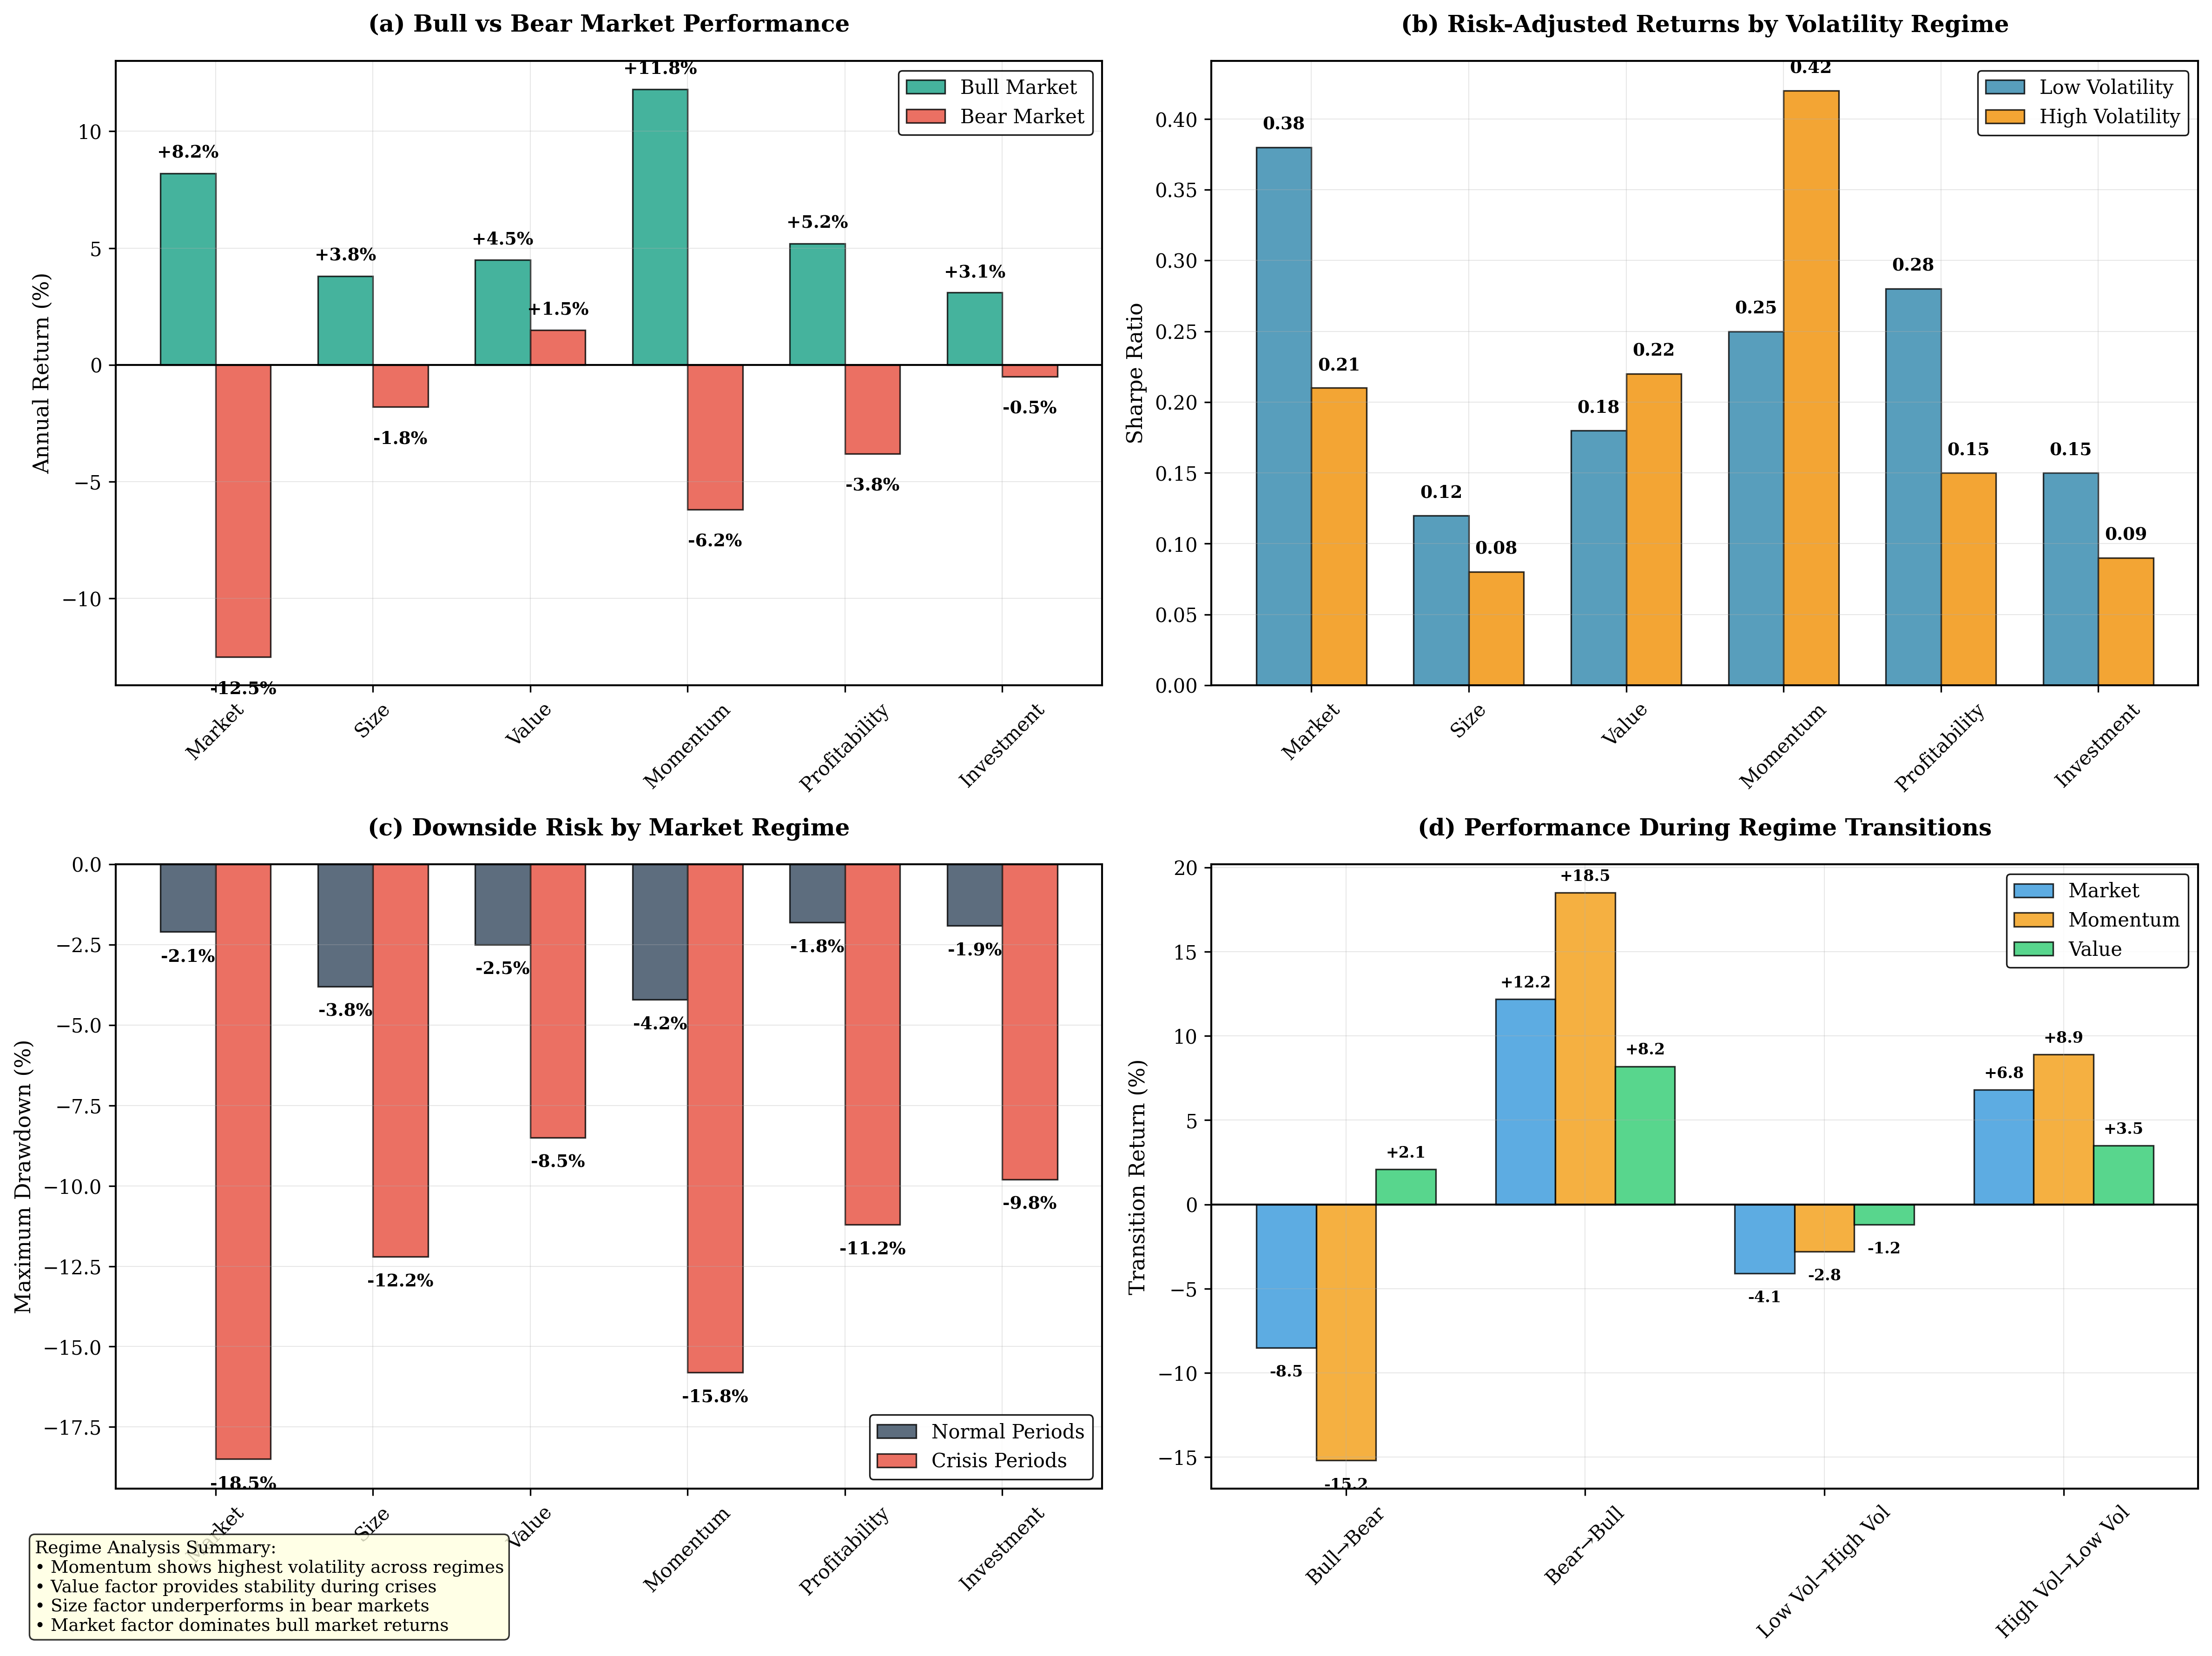 (a) Bull vs Bear Market Performance
Annual Return (%)
10
5
0
−5
−10
+8.2%
-12.5%
+3.8%
-1.8%
+4.5%
+1.5%
+11.8%
-6.2%
+5.2%
-3.8%
+3.1%
-0.5%
Bull Market
Bear Market
Market
Size
Value
Momentum
Profitability
Investment
(b) Risk-Adjusted Returns by Volatility Regime
Sharpe Ratio
0.40
0.35
0.30
0.25
0.20
0.15
0.10
0.05
0.00
0.38
0.21
0.12
0.08
0.18
0.22
0.25
0.42
0.28
0.15
0.15
0.09
Low Volatility
High Volatility
Market
Size
Value
Momentum
Profitability
Investment
(c) Downside Risk by Market Regime
Maximum Drawdown (%)
0.0
−2.5
−5.0
−7.5
−10.0
−12.5
−15.0
−17.5
-2.1%
-18.5%
-3.8%
-12.2%
-2.5%
-8.5%
-4.2%
-15.8%
-1.8%
-11.2%
-1.9%
-9.8%
Normal Periods
Crisis Periods
Market
Size
Value
Momentum
Profitability
Investment
Regime Analysis Summary:
• Momentum shows highest volatility across regimes
• Value factor provides stability during crises
• Size factor underperforms in bear markets
• Market factor dominates bull market returns
(d) Performance During Regime Transitions
Transition Return (%)
20
15
10
5
0
−5
−10
−15
-8.5
-15.2
+2.1
+12.2
+18.5
+8.2
-4.1
-2.8
-1.2
+6.8
+8.9
+3.5
Market
Momentum
Value
Bull→Bear
Bear→Bull
Low Vol→High Vol
High Vol→Low Vol